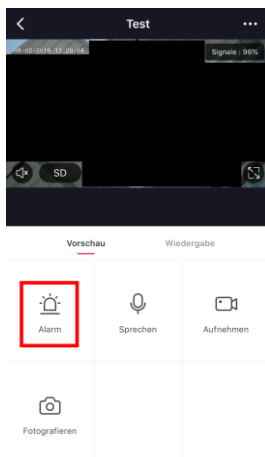 Test
Signale : 96%
SD
Vorschau Wiedergabe
Alarm Sprechen Aufnehmen
Fotografieren